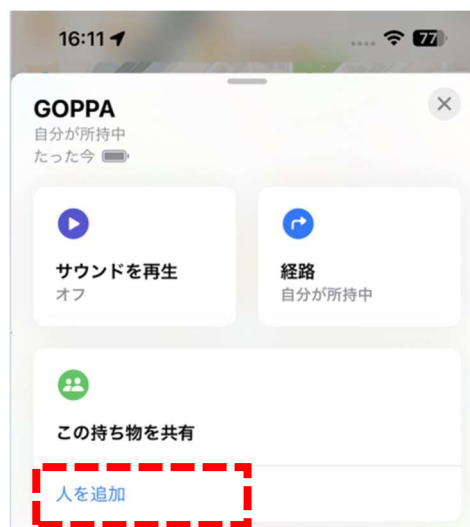 16:11
77
GOPPA
自分が所持中
たった今
サウンドを再生
オフ
経路
自分が所持中
この持ち物を共有
人を追加